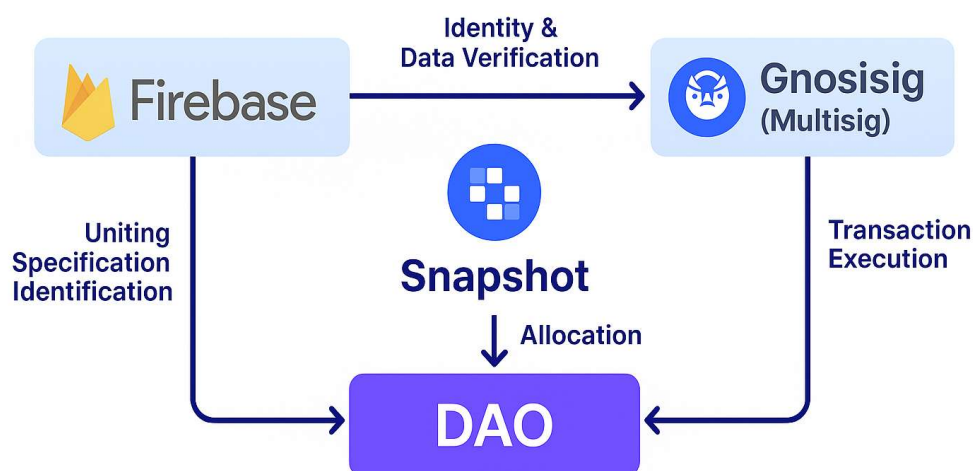 Identity &
Data Verification
Firebase
Gnosisig
(Multisig)
Uniting
Specification
Identification
Snapshot
Transaction
Execution
Allocation
DAO